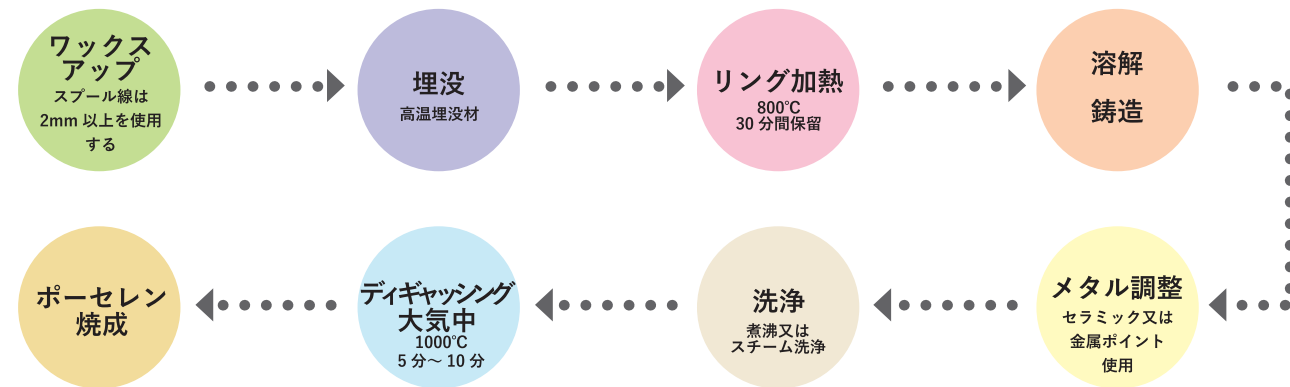 ワックス
アップ
スプール線は
2mm 以上を使用
する
埋没
高温埋没材
リング加熱
800℃
30 分間保留
溶解
鋳造
メタル調整
セラミック又は
金属ポイント
使用
洗浄
煮沸又は
スチーム洗浄
ディギャッシング
大気中
1000℃
5 分〜 10 分
ポーセレン
焼成